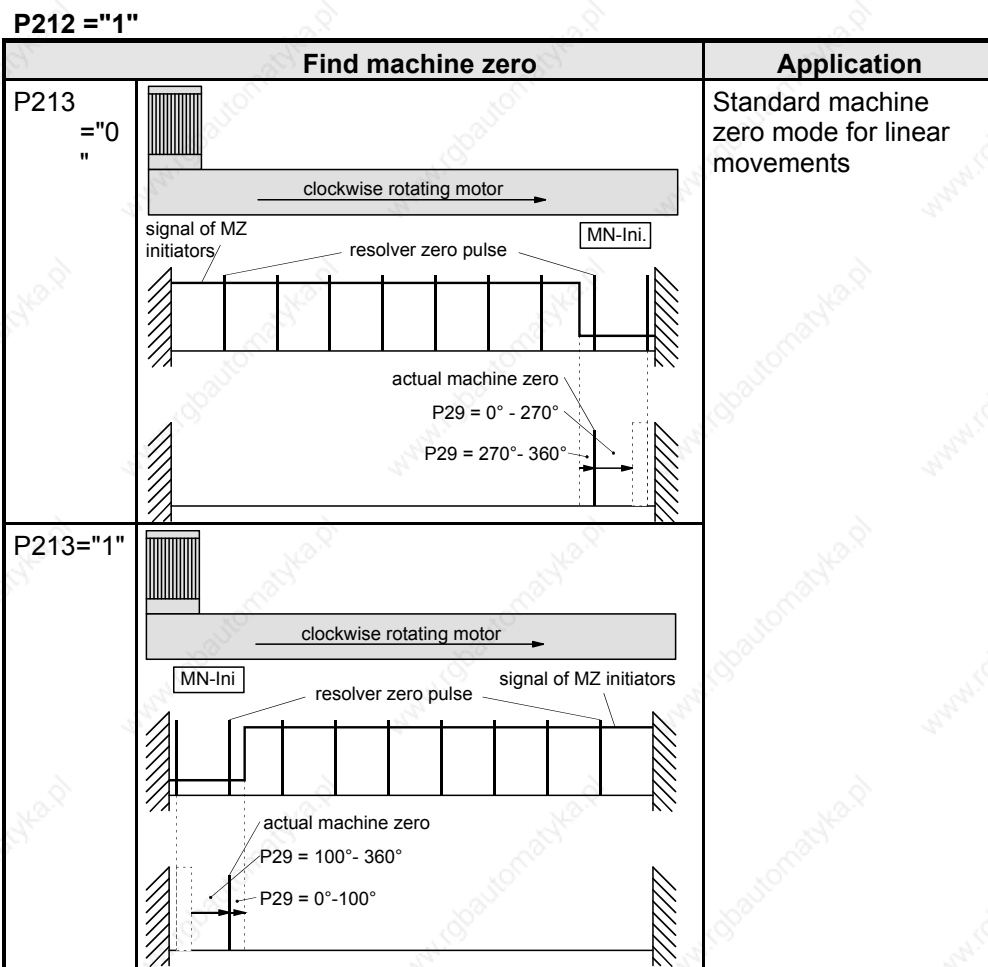 P212 ="1"
Find machine zero
Application
P213
="0
"
clockwise rotating motor
signal of MZ
initiators
resolver zero pulse
MN-Ini.
actual machine zero
P29 = 0° - 270°
P29 = 270°- 360°
Standard machine
zero mode for linear
movements
P213="1"
clockwise rotating motor
MN-Ini
resolver zero pulse
signal of MZ initiators
actual machine zero
P29 = 100°- 360°
P29 = 0°-100°
www.rgbautomatyka.pl